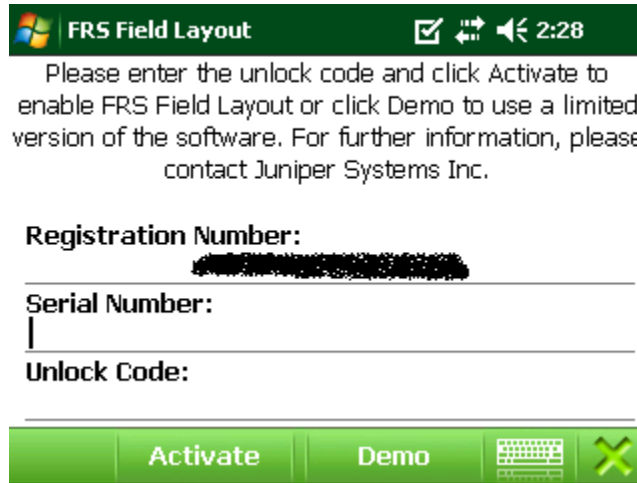 FRS Field Layout 2:28
Please enter the unlock code and click Activate to
enable FRS Field Layout or click Demo to use a limited
version of the software. For further information, please
contact Juniper Systems Inc.
Registration Number:
Serial Number:
Unlock Code:
Activate Demo